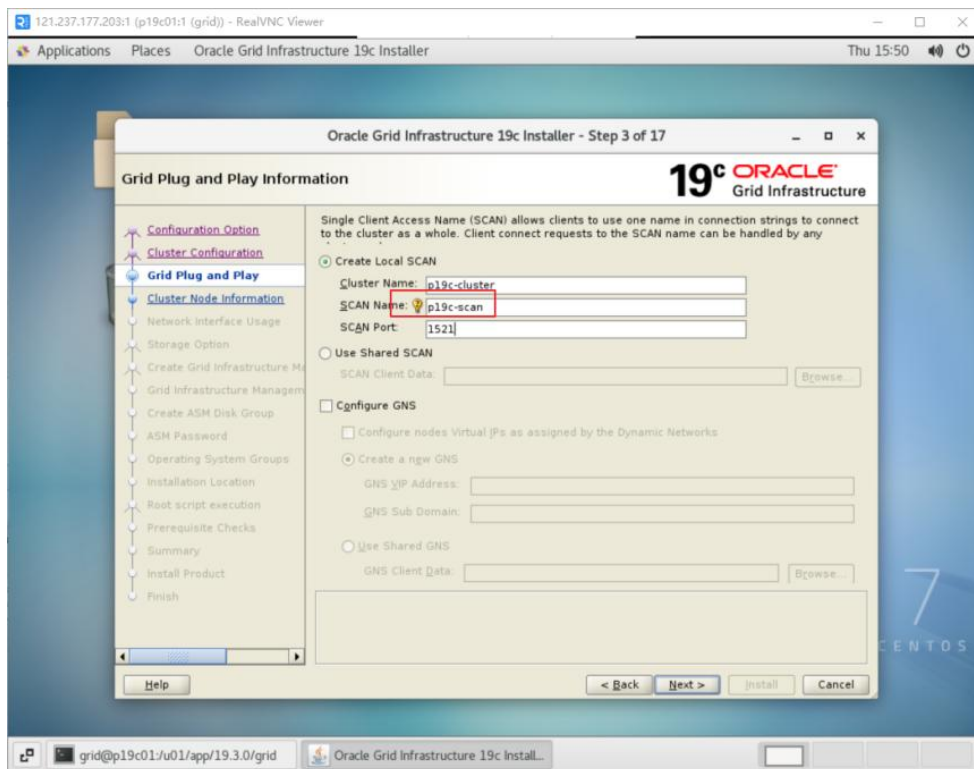 121.237.177.203:1 (p19c01:1 (grid)) - RealVNC Viewer
Applications Places Oracle Grid Infrastructure 19c Installer Thu 15:50
Oracle Grid Infrastructure 19c Installer - Step 3 of 17
Grid Plug and Play Information
19c ORACLE
Grid Infrastructure
Configuration Option
Cluster Configuration
Grid Plug and Play
Cluster Node Information
Network Interface Usage
Storage Option
Create Grid Infrastructure Ma
Grid Infrastructure Managem
Create ASM Disk Group
ASM Password
Operating System Groups
Installation Location
Root script execution
Prerequisite Checks
Summary
Install Product
Finish
Single Client Access Name (SCAN) allows clients to use one name in connection strings to connect
to the cluster as a whole. Client connect requests to the SCAN name can be handled by any
Create Local SCAN
Cluster Name: p19c-cluster
SCAN Name: p19c-scan
SCAN Port: 1521
Use Shared SCAN
SCAN Client Data: Browse...
Configure GNS
Configure nodes Virtual IPs as assigned by the Dynamic Networks
Create a new GNS
GNS VIP Address:
GNS Sub Domain:
Use Shared GNS
GNS Client Data: Browse...
7
CENTOS
Help < Back Next > Install Cancel
grid@p19c01:/u01/app/19.3.0/grid Oracle Grid Infrastructure 19c Install...